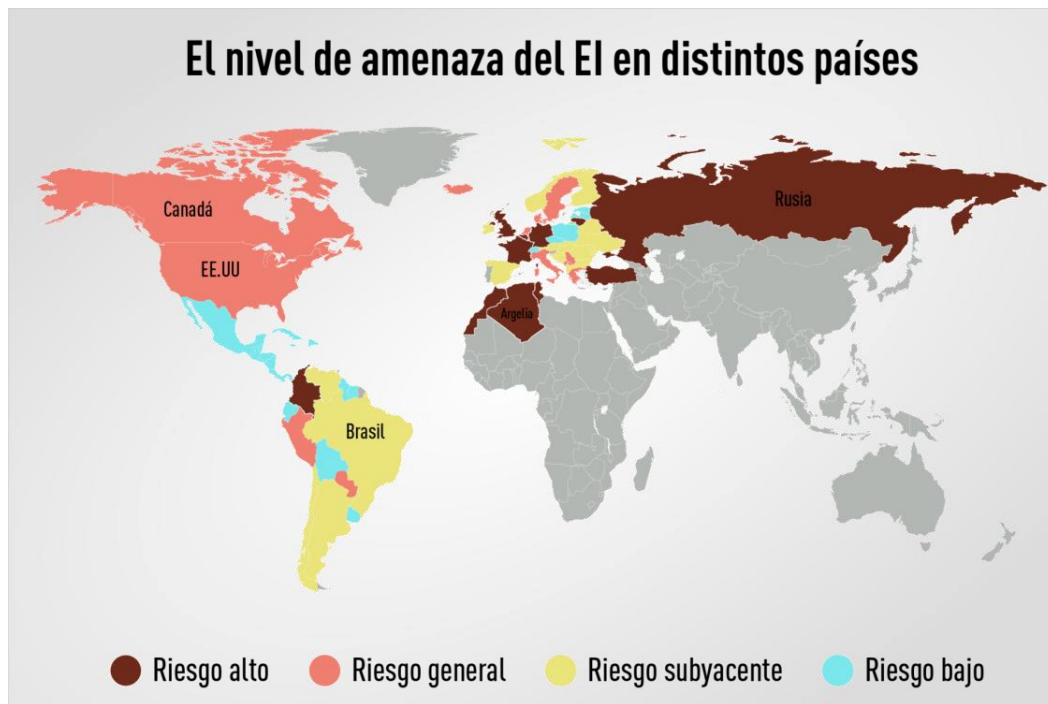 El nivel de amenaza del EI en distintos países
Canadá
Rusia
EE.UU
Argelia
Brasil
Riesgo alto
Riesgo general
Riesgo subyacente
Riesgo bajo